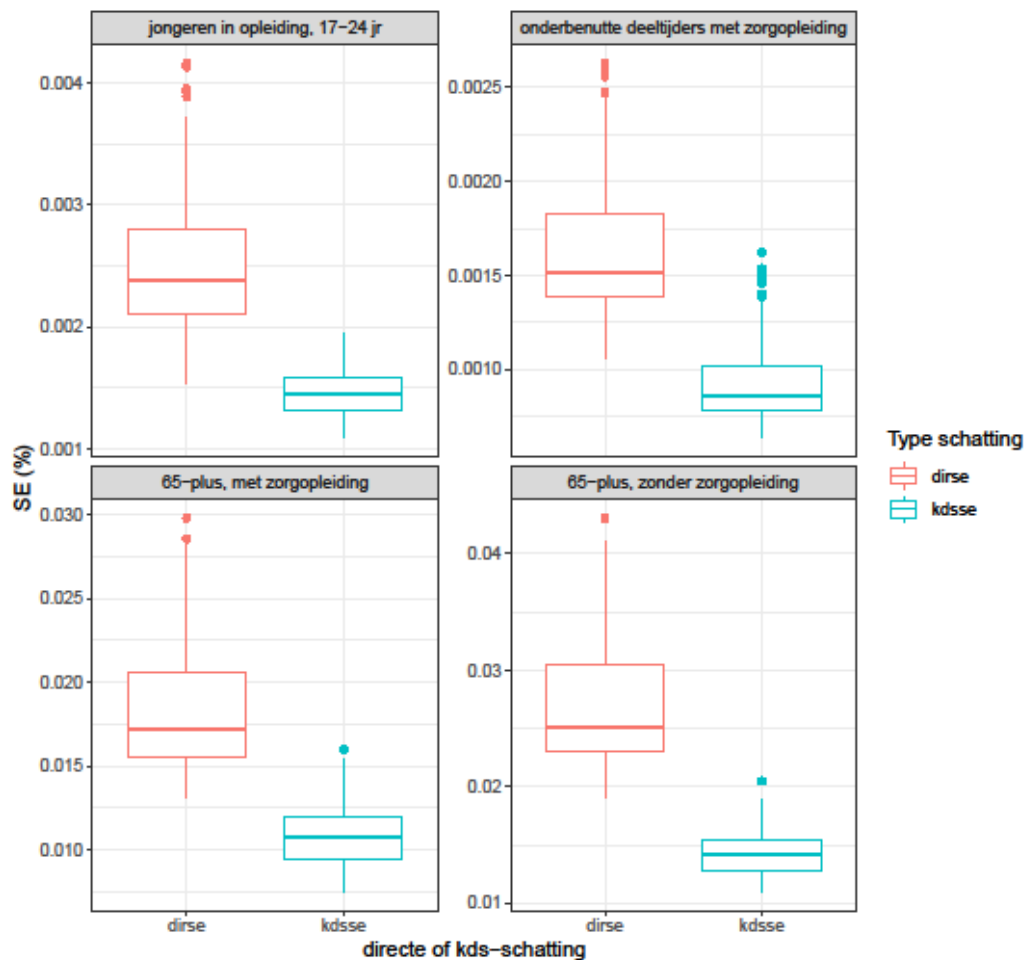 jongeren in opleiding, 17−24 jr
onderbenutte deeltijders met zorgopleiding
0.004
0.003
0.002
0.001
0.0025
0.0020
0.0015
0.0010
SE (%)
65−plus, met zorgopleiding
65−plus, zonder zorgopleiding
0.030
0.025
0.020
0.015
0.010
0.04
0.03
0.02
0.01
dirse
kdsse
dirse
kdsse
directe of kds−schatting
Type schatting
dirse
kdsse